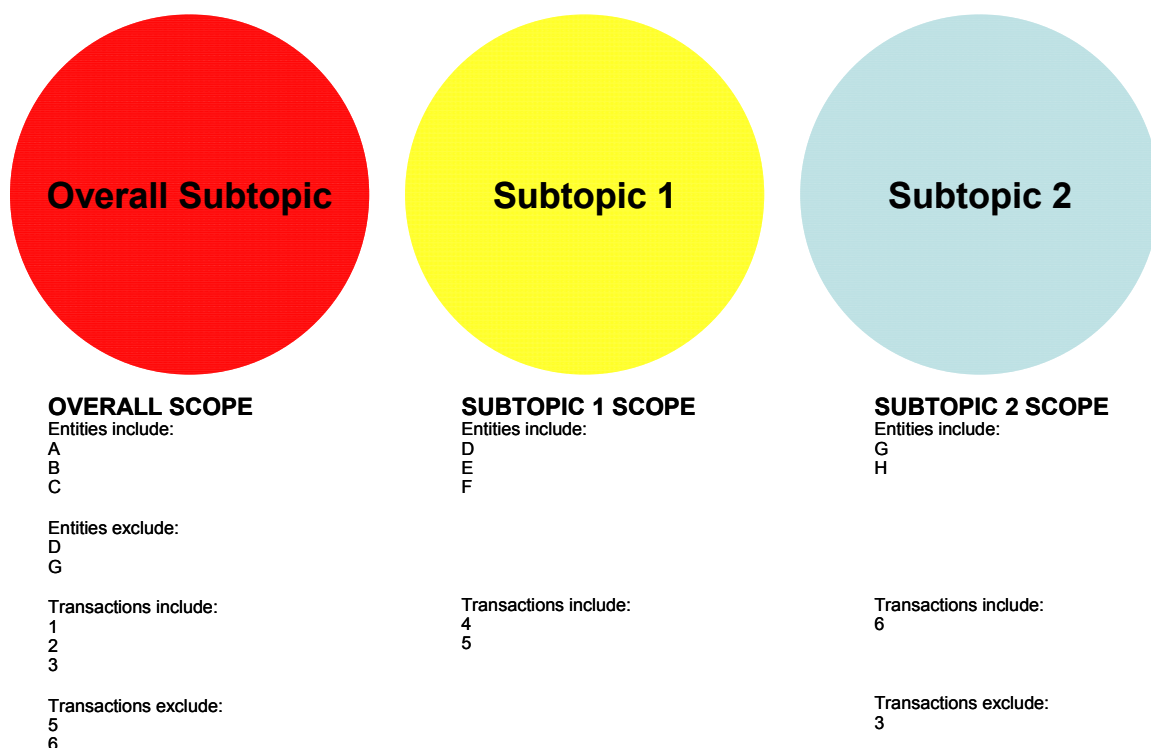 Overall Subtopic
Subtopic 1
Subtopic 2
OVERALL SCOPE
Entities include:
A
B
C
Entities exclude:
D
G
Transactions include:
1
2
3
Transactions exclude:
5
6
SUBTOPIC 1 SCOPE
Entities include:
D
E
F
Transactions include:
4
5
SUBTOPIC 2 SCOPE
Entities include:
G
H
Transactions include:
6
Transactions exclude:
3